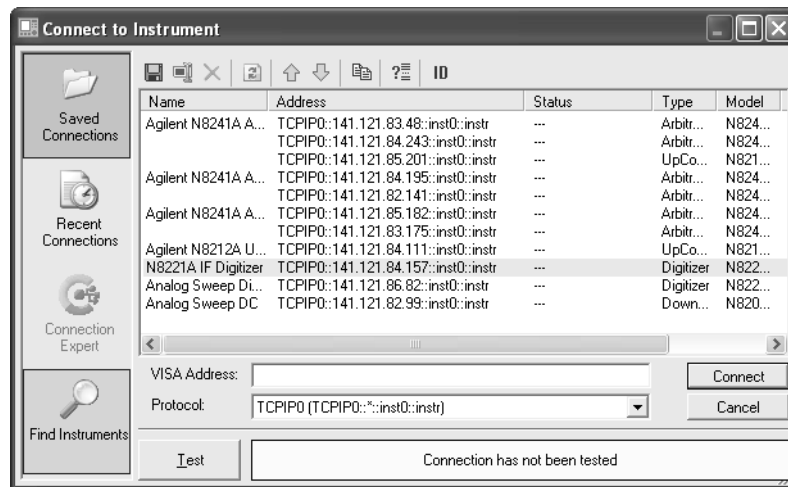 Connect to Instrument
ID
Saved
Connections
Recent
Connections
Connection
Expert
Find Instruments
Name Address Status Type Model
Agilent N8241A A... TCPIP0::141.121.83.48::inst0::instr --- Arbitr... N824...
TCPIP0::141.121.84.243::inst0::instr --- Arbitr... N824...
TCPIP0::141.121.85.201::inst0::instr --- UpCo... N821...
Agilent N8241A A... TCPIP0::141.121.84.195::inst0::instr --- Arbitr... N824...
TCPIP0::141.121.82.141::inst0::instr --- Arbitr... N824...
Agilent N8241A A... TCPIP0::141.121.85.182::inst0::instr --- Arbitr... N824...
TCPIP0::141.121.83.175::inst0::instr --- Arbitr... N824...
Agilent N8212A U... TCPIP0::141.121.84.111::inst0::instr --- UpCo... N821...
N8221A IF Digitizer TCPIP0::141.121.84.157::inst0::instr --- Digitizer N822...
Analog Sweep Di... TCPIP0::141.121.86.82::inst0::instr --- Digitizer N822...
Analog Sweep DC TCPIP0::141.121.82.99::inst0::instr --- Down... N820...
VISA Address:
Connect
Protocol: TCPIP0 (TCPIP0::*::inst0::instr)
Cancel
Test
Connection has not been tested